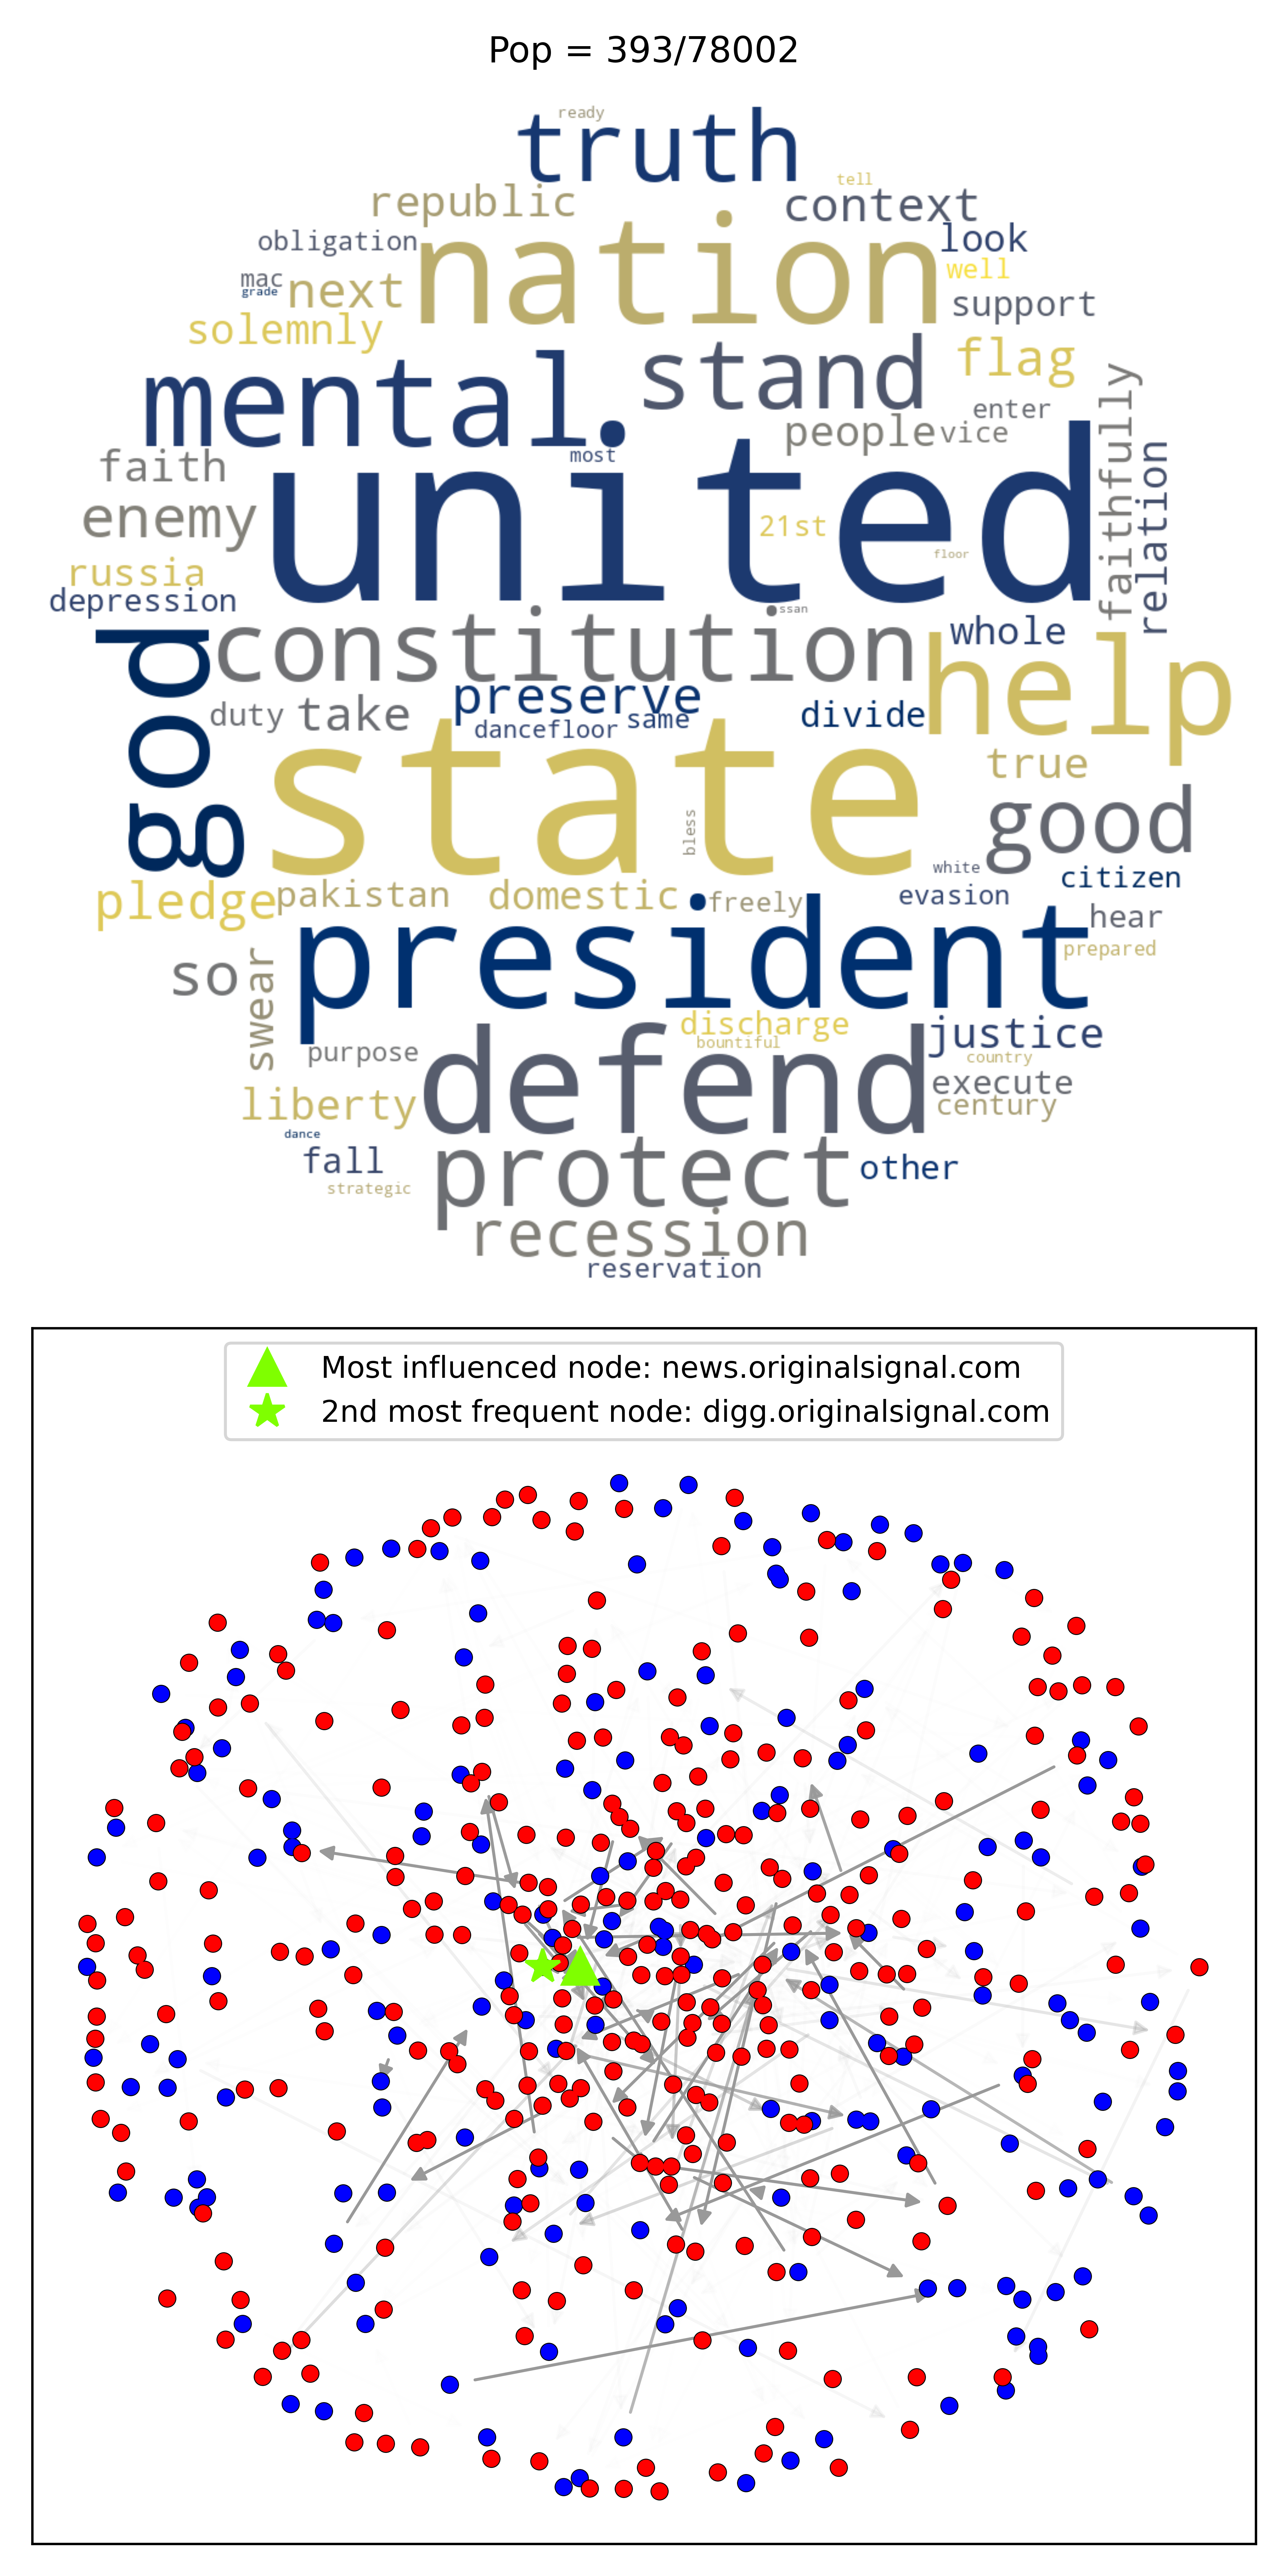 Pop = 393/78002
ready
truth
tell
republic
context
obligation
nation
look
mac
well
grade
next
support
solemnly
mental
stand
flag
enter
people
vice
faithfully
relation
faith
most
united
enemy
21st
floor
russia
depression
ssan
god
constitution
whole
help
preserve
duty
take
same
divide
dancefloor
state
true
good
bless
white
citizen
pledge
pakistan
domestic
freely
evasion
president
hear
prepared
so
swear
discharge
justice
bountiful
purpose
defend
country
execute
liberty
century
dance
fall
protect
other
strategic
recession
reservation
Most influenced node: news.originalsignal.com
2nd most frequent node: digg.originalsignal.com